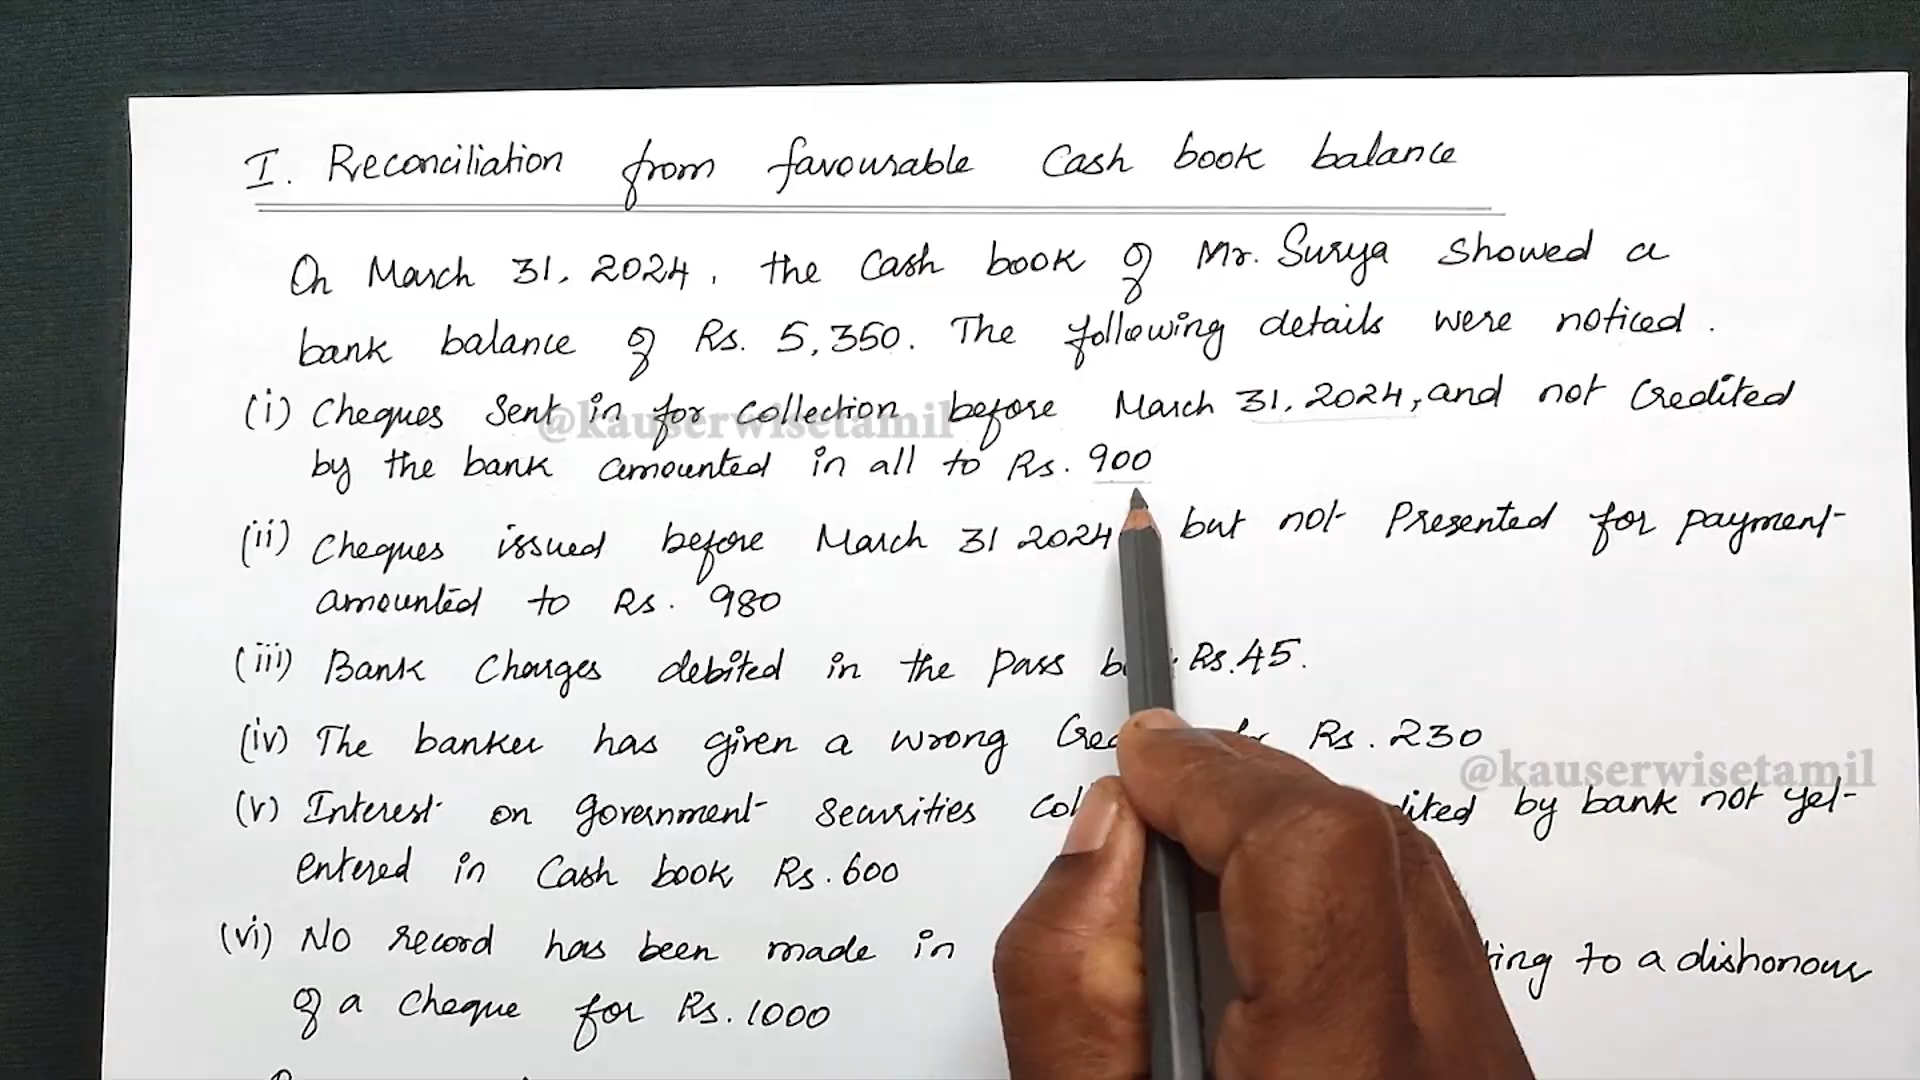 I. Reconciliation from favourable Cash book balance
On March 31, 2024, the Cash book of Mr. Surya showed a
bank balance of Rs. 5,350. The following details were noticed.
(i) Cheques sent in for collection before March 31, 2024, and not credited
@kauserwisetamil
by the bank amounted in all to Rs. 900
(ii) Cheques issued before March 31 2024 but not Presented for payment
amounted to Rs. 980
(iii) Bank Charges debited in the Pass Rs. 45.
(iv) The banker has given a wrong Rs. 230
@kauserwisetamil
(v) Interest on government securities by bank not yet
entered in Cash book Rs. 600
(vi) No record has been made in to a dishonour
of a cheque for Rs. 1000